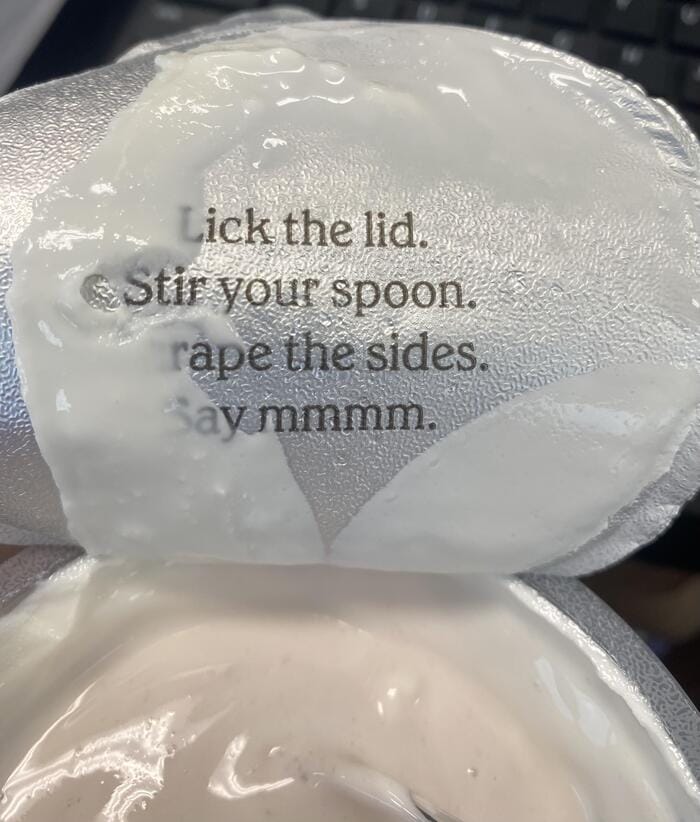 Lick the lid.
Stir your spoon.
rape the sides.
Say mmmm.